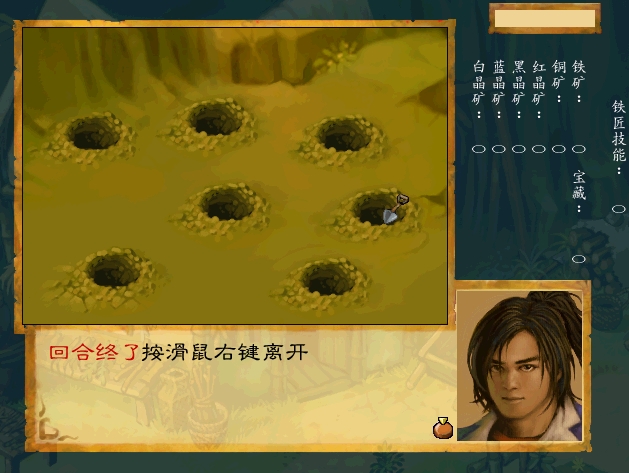 铁匠技能：〇
铁矿：〇
宝藏：〇
铜矿：〇
红晶矿：〇
黑晶矿：〇
蓝晶矿：〇
白晶矿：〇
回合终了按滑鼠右键离开